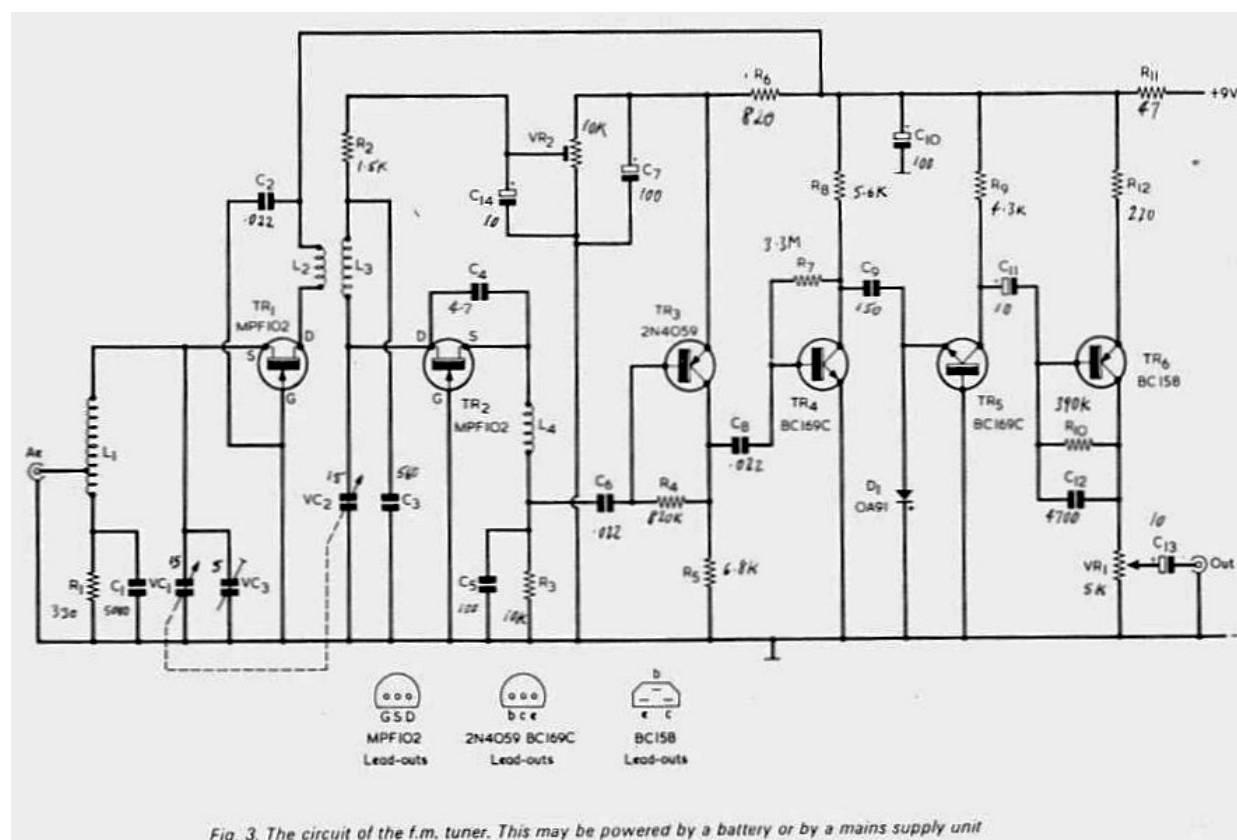 R6
820
R11
47
+9V
R2
1.5K
VR2
10K
C7
100
C10
100
C14
10
R8
5.6K
R9
4.3K
R12
220
C2
.022
L2
L3
C4
4.7
3.3M
R7
C9
150
C11
10
TR1
MPF102
S
D
G
D
S
G
TR2
MPF102
TR3
2N4059
TR4
BC169C
TR5
BC169C
TR6
BC158
Ae
L1
L4
C8
.022
390K
R10
C12
4700
15
VC2
560
C3
C6
.022
R4
820K
D1
OA91
10
C13
Out
R1
330
C1
5000
VC1
15
5
VC3
C5
100
R3
10K
R5
6.8K
VR1
5K
G S D
MPF102
Lead-outs
b c e
2N4059 BC169C
Lead-outs
b
e c
BC158
Lead-outs
Fig. 3. The circuit of the f.m. tuner. This may be powered by a battery or by a mains supply unit